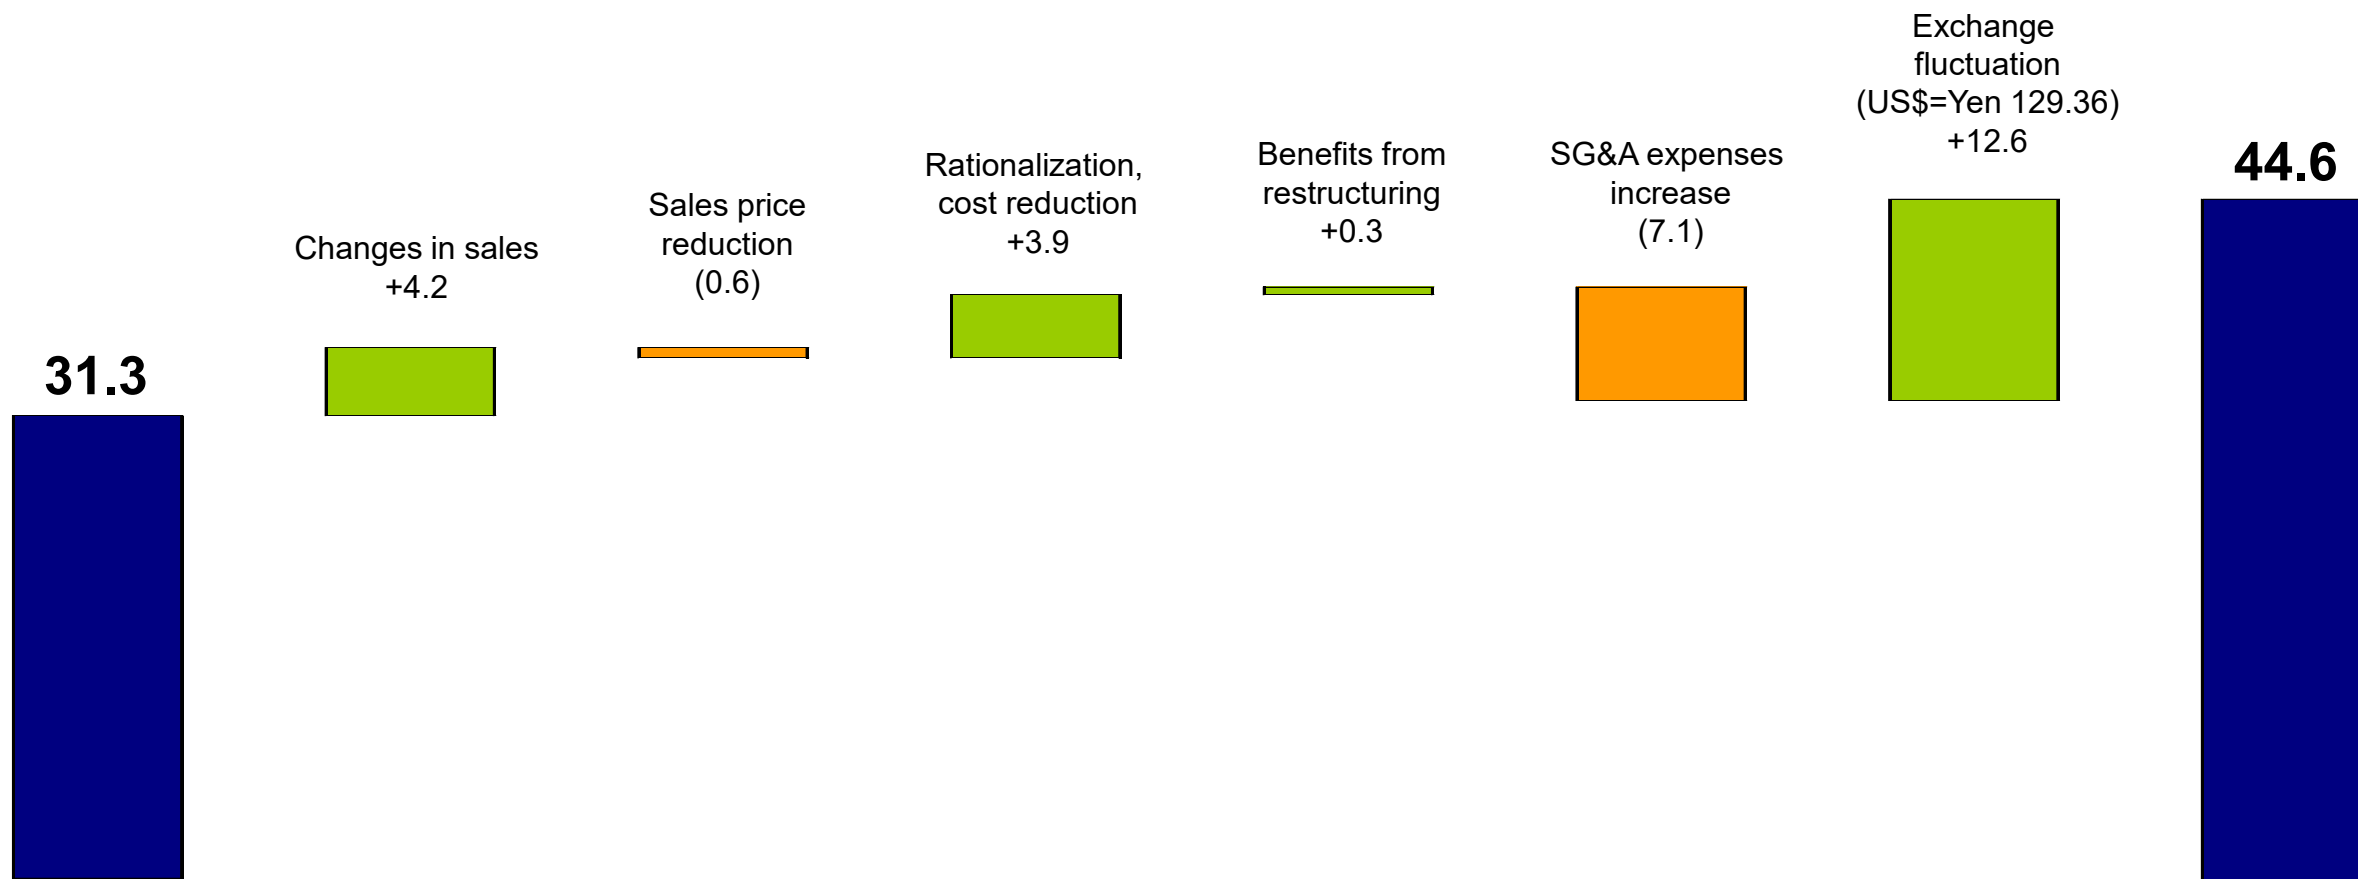 31.3
Changes in sales
+4.2
Sales price
reduction
(0.6)
Rationalization,
cost reduction
+3.9
Benefits from
restructuring
+0.3
SG&A expenses
increase
(7.1)
Exchange
fluctuation
(US$=Yen 129.36)
+12.6
44.6